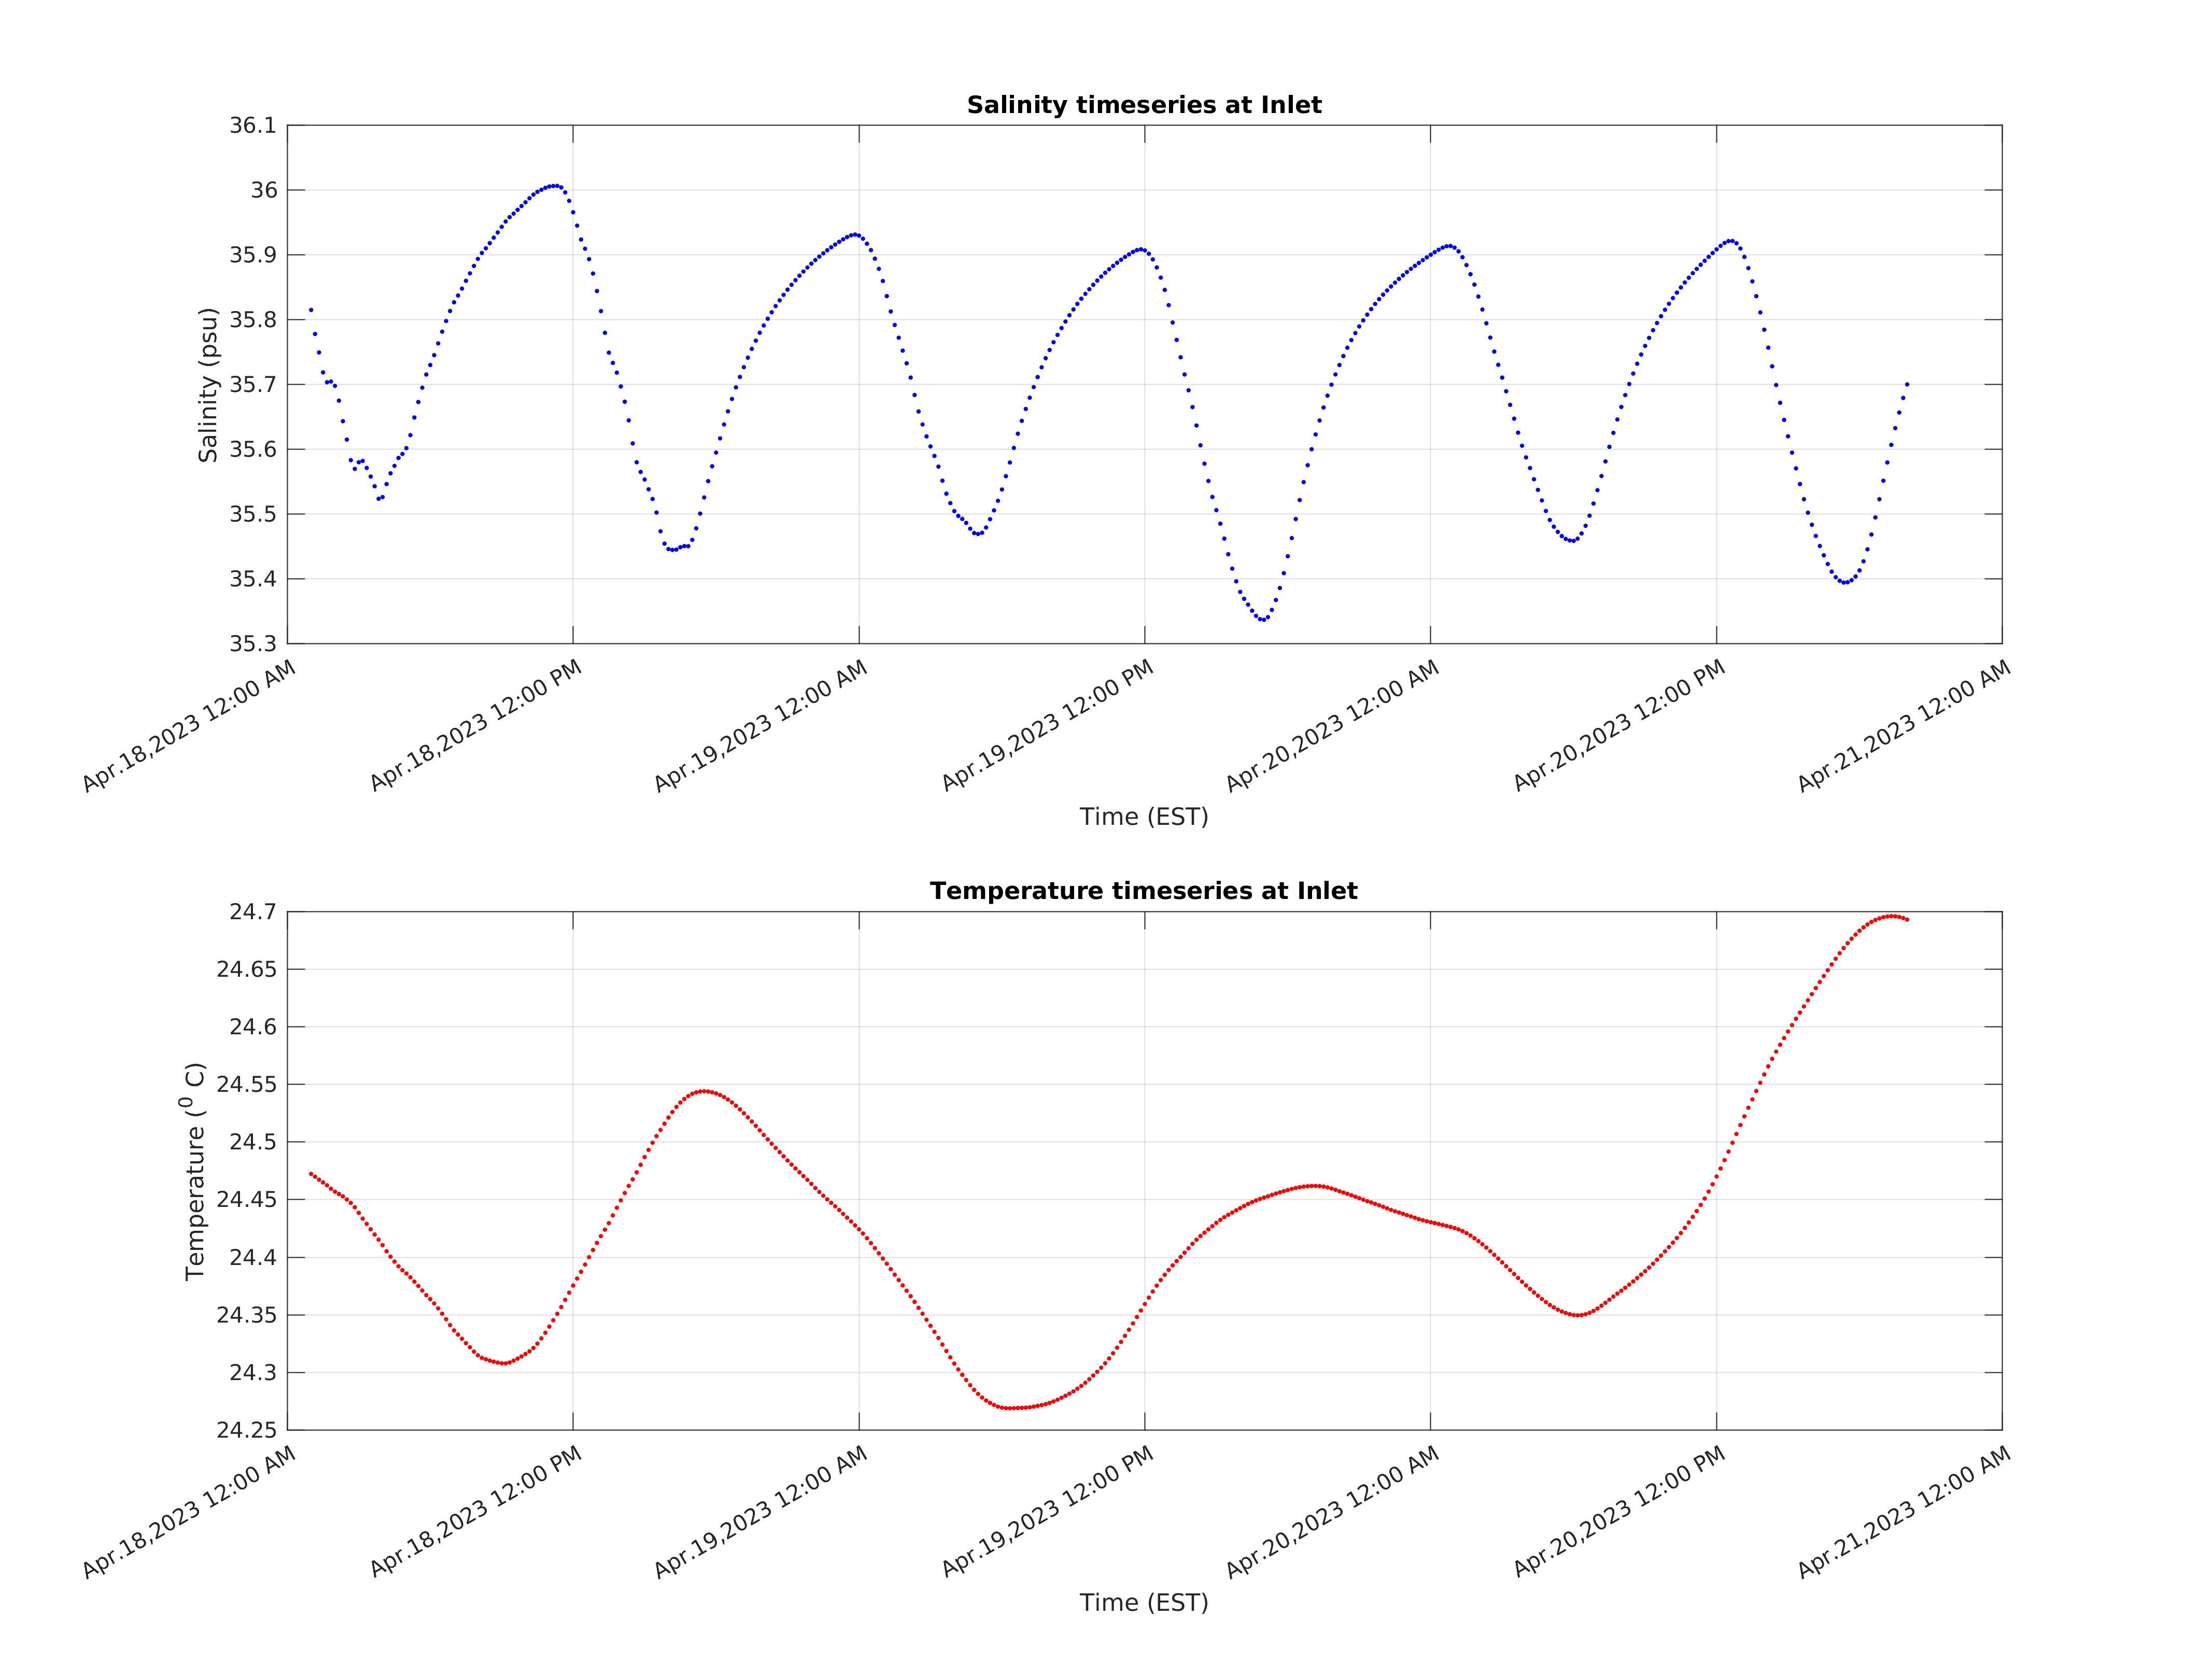 Salinity timeseries at Inlet
36.1
36
35.9
35.8
35.7
35.6
35.5
35.4
35.3
Salinity (psu)
Apr.18,2023 12:00 AM
Apr.18,2023 12:00 PM
Apr.19,2023 12:00 AM
Apr.19,2023 12:00 PM
Apr.20,2023 12:00 AM
Apr.20,2023 12:00 PM
Apr.21,2023 12:00 AM
Time (EST)
Temperature timeseries at Inlet
24.7
24.65
24.6
24.55
24.5
24.45
24.4
24.35
24.3
24.25
Temperature (⁰ C)
Apr.18,2023 12:00 AM
Apr.18,2023 12:00 PM
Apr.19,2023 12:00 AM
Apr.19,2023 12:00 PM
Apr.20,2023 12:00 AM
Apr.20,2023 12:00 PM
Apr.21,2023 12:00 AM
Time (EST)